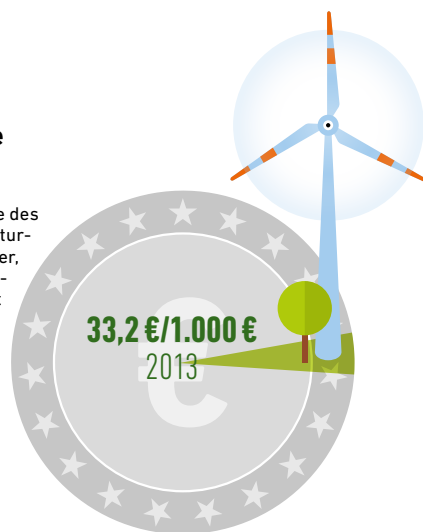 e
e des
tur-
er,
-
t
€
33,2 €/1.000 €
2013